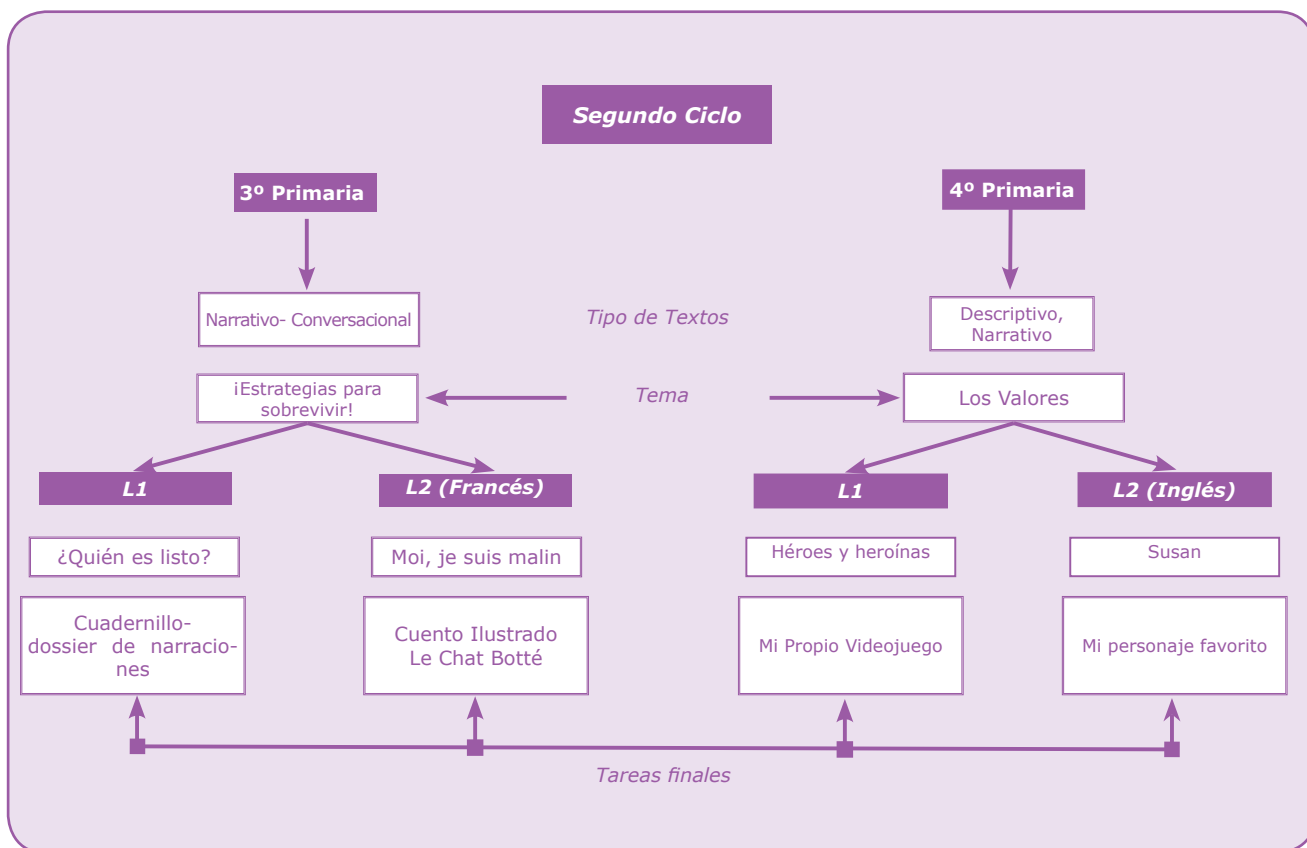 Segundo Ciclo
3º Primaria
4º Primaria
Narrativo- Conversacional
Tipo de Textos
Descriptivo,
Narrativo
¡Estrategias para
sobrevivir!
Tema
Los Valores
L1
L2 (Francés)
L1
L2 (Inglés)
¿Quién es listo?
Moi, je suis malin
Héroes y heroínas
Susan
Cuadernillo-
dossier de narracio-
nes
Cuento Ilustrado
Le Chat Botté
Mi Propio Videojuego
Mi personaje favorito
Tareas finales